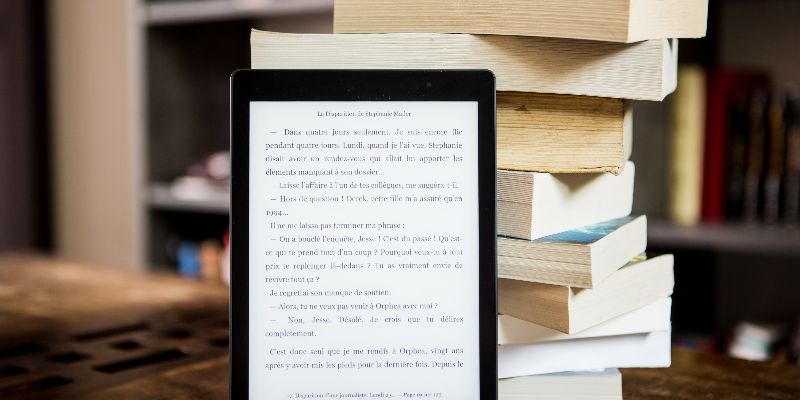 La Disparition de Stephanie Mailer
— Dans quatre jours seulement. Je suis encore flic
pendant quatre jours. Lundi, quand je l'ai vue, Stephanie
disait avoir un rendez-vous qui allait lui apporter les
éléments manquant à son dossier...
— Laisse l'affaire à l'un de tes collègues, me suggéra-t-il.
— Hors de question ! Derek, cette fille m'a assuré qu'en
1994...
Il ne me laissa pas terminer ma phrase :
— On a bouclé l'enquête, Jesse ! C'est du passé ! Qu'est-
ce qui te prend tout d'un coup ? Pourquoi veux-tu à tout
prix te replonger là-dedans ? Tu as vraiment envie de
revivre tout ça ?
Je regrettai son manque de soutien.
— Alors, tu ne veux pas venir à Orphea avec moi ?
— Non, Jesse. Désolé. Je crois que tu délires
complètement.
C'est donc seul que je me rendis à Orphea, vingt ans
après y avoir mis les pieds pour la dernière fois. Depuis le
Disparition d'une journaliste. Lundi 23... — Page